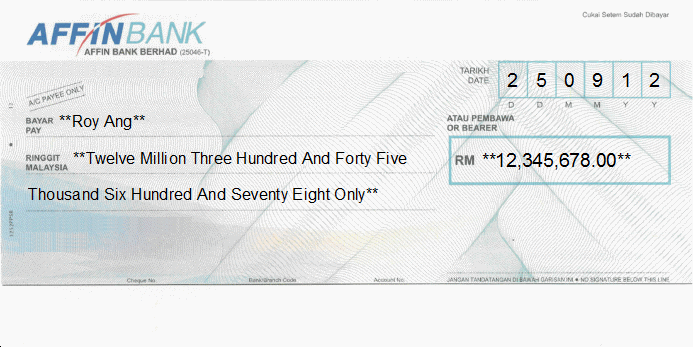 Cukai Setem Sudah Dibayar
AFFIN BANK
AFFIN BANK BERHAD (25046-T)
TARIKH
DATE
2 5 0 9 1 2
D D M M Y Y
A/C PAYEE ONLY
BAYAR
PAY
**Roy Ang**
ATAU PEMBAWA
OR BEARER
RINGGIT
MALAYSIA
**Twelve Million Three Hundred And Forty Five
RM **12,345,678.00**
Thousand Six Hundred And Seventy Eight Only**
Cheque No.
Bank/Branch Code
Account No.
JANGAN TANDATANGAN DI BAWAH GARISAN INI • NO SIGNATURE BELOW THIS LINE